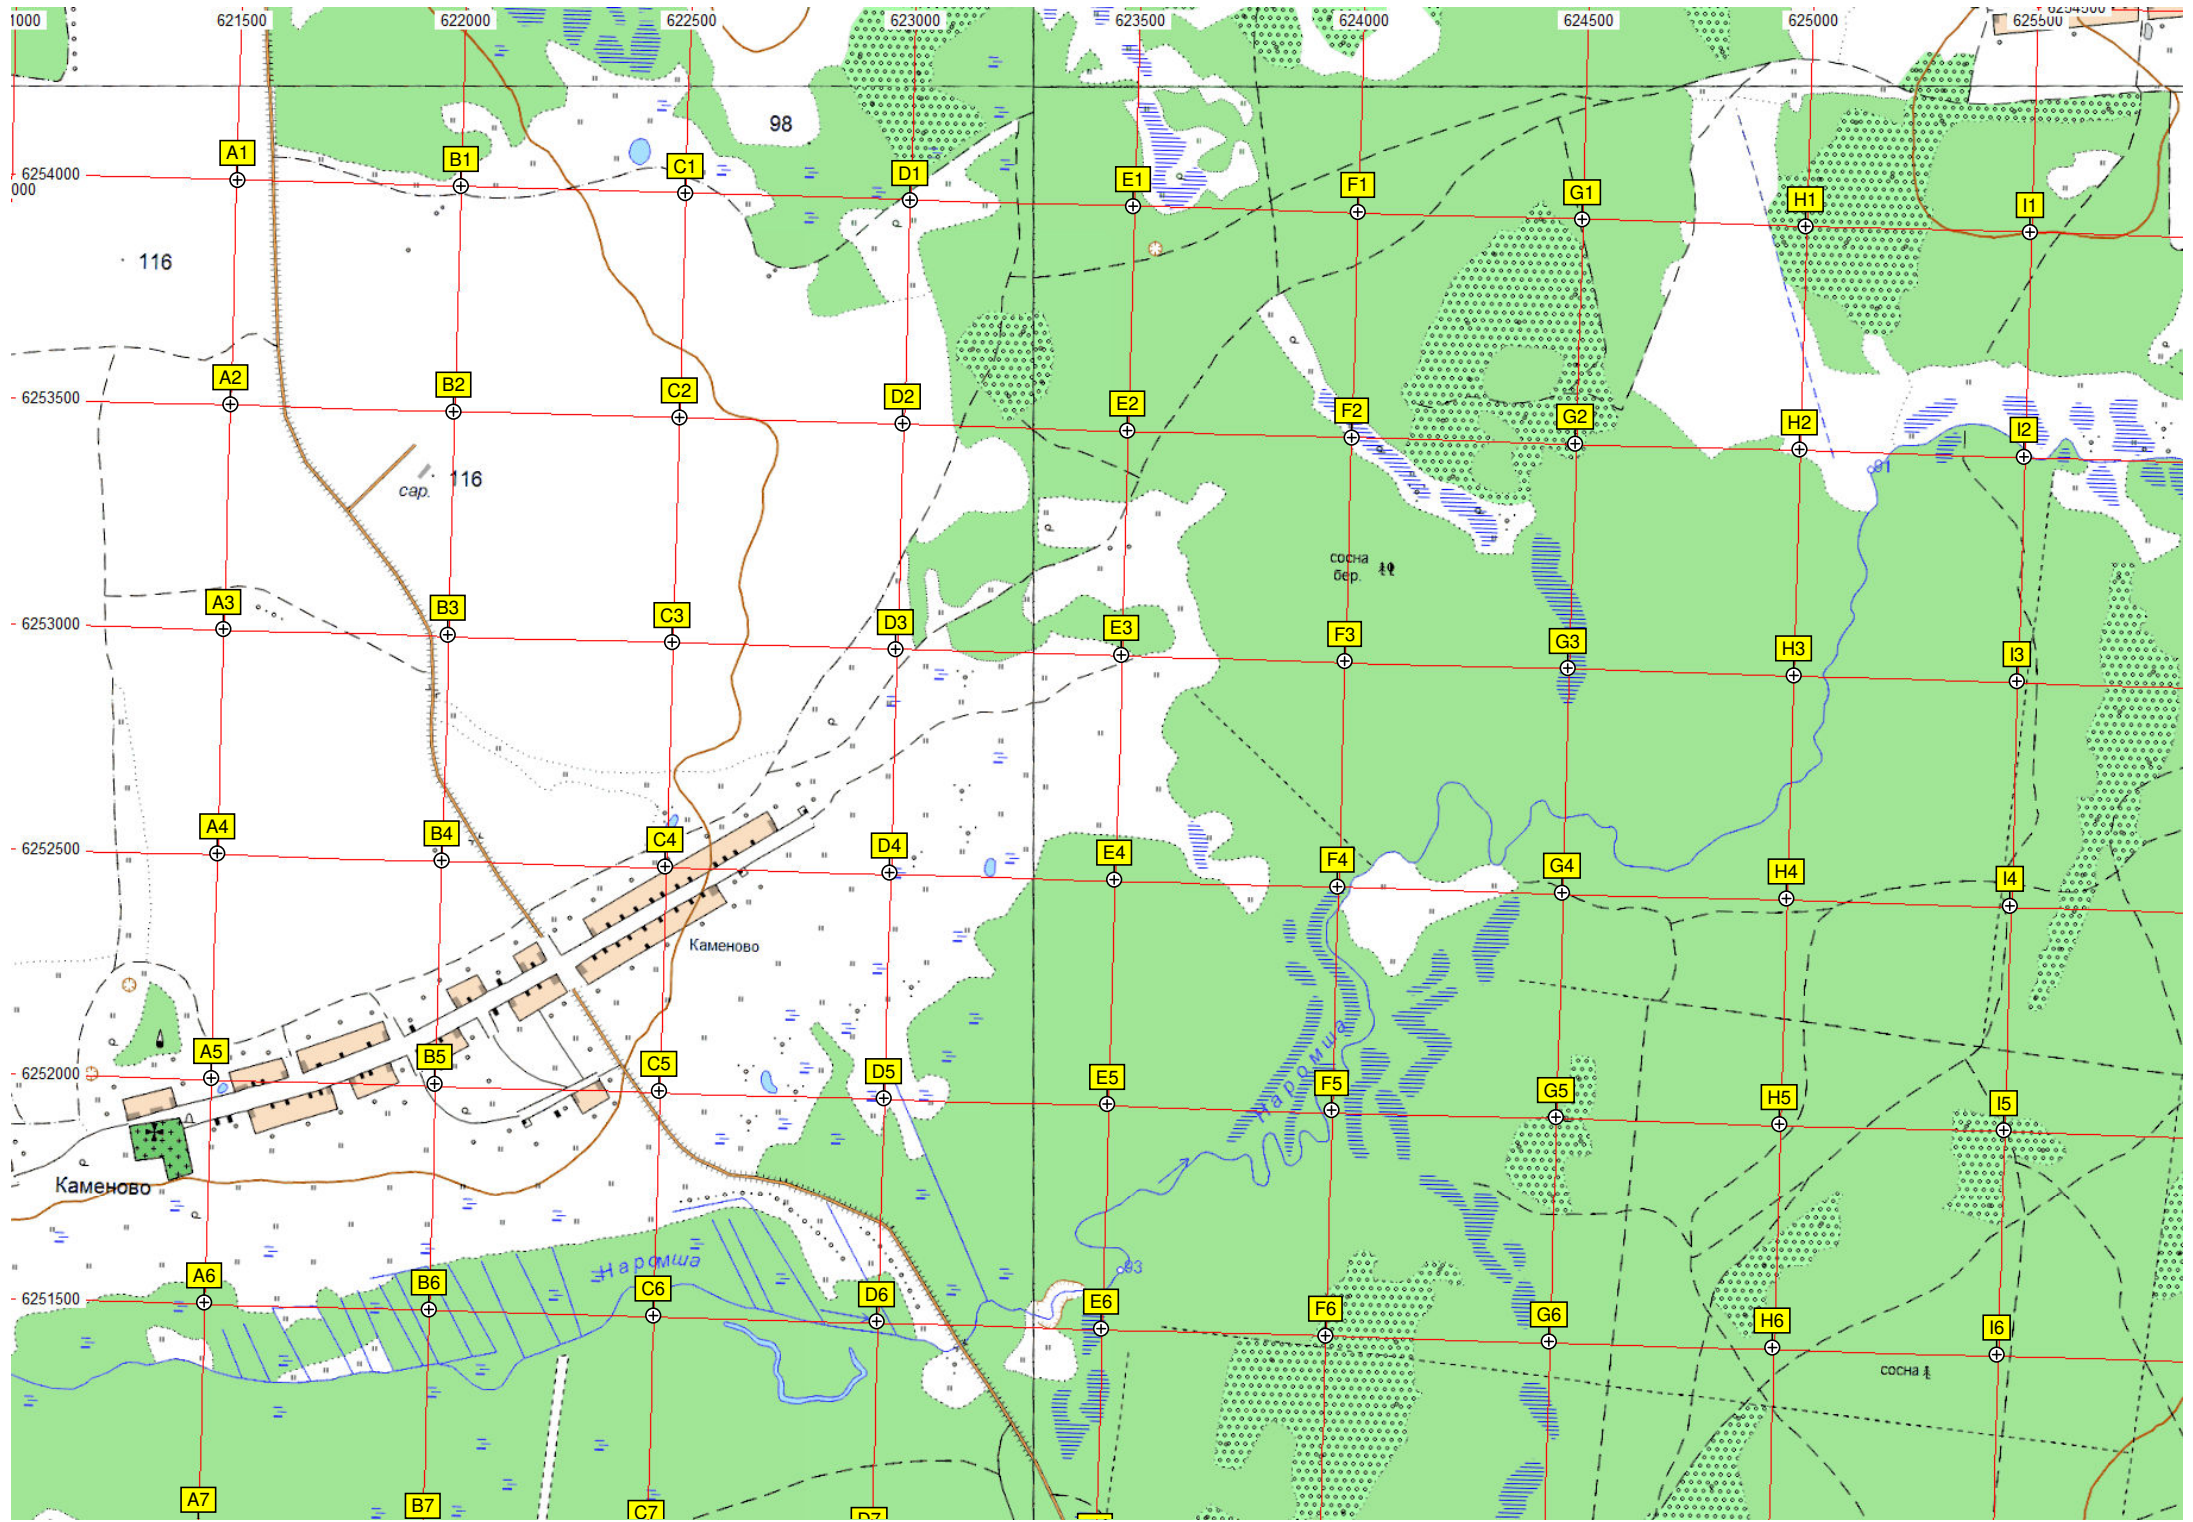 1000 621500 622000 622500 623000 623500 624000 624500 625000 625500
6254500
98
A1 B1 C1 D1 E1 F1 G1 H1 I1
6254000
000
116
A2 B2 C2 D2 E2 F2 G2 H2 I2
6253500
сар. 116
91
сосна
бер.
A3 B3 C3 D3 E3 F3 G3 H3 I3
6253000
A4 B4 C4 D4 E4 F4 G4 H4 I4
6252500
Каменово
Наромша
A5 B5 C5 D5 E5 F5 G5 H5 I5
6252000
Каменово
Наромша
93
A6 B6 C6 D6 E6 F6 G6 H6 I6
6251500
сосна
A7 B7 C7 D7